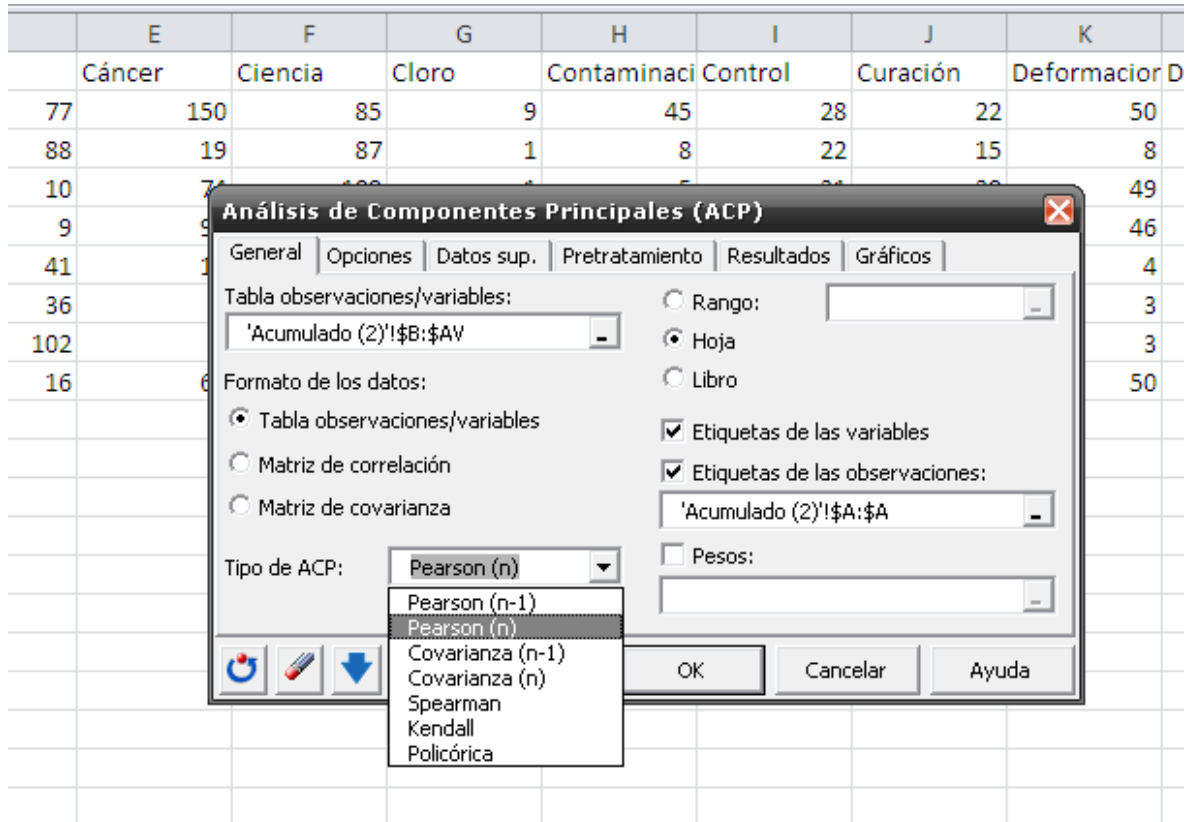 E F G H I J K
Cáncer Ciencia Cloro Contaminaci Control Curación Deformacior D
77 150 85 9 45 28 22 50
88 19 87 1 8 22 15 8
10 49
9 46
41 4
36 3
102 3
16 50
Análisis de Componentes Principales (ACP)
General Opciones Datos sup. Pretratamiento Resultados Gráficos
Tabla observaciones/variables:
'Acumulado (2)'!$B:$AV
Formato de los datos:
Tabla observaciones/variables
Matriz de correlación
Matriz de covarianza
Tipo de ACP: Pearson (n)
Pearson (n-1)
Pearson (n)
Covarianza (n-1)
Covarianza (n)
Spearman
Kendall
Policórica
Rango:
Hoja
Libro
Etiquetas de las variables
Etiquetas de las observaciones:
'Acumulado (2)'!$A:$A
Pesos:
OK Cancelar Ayuda